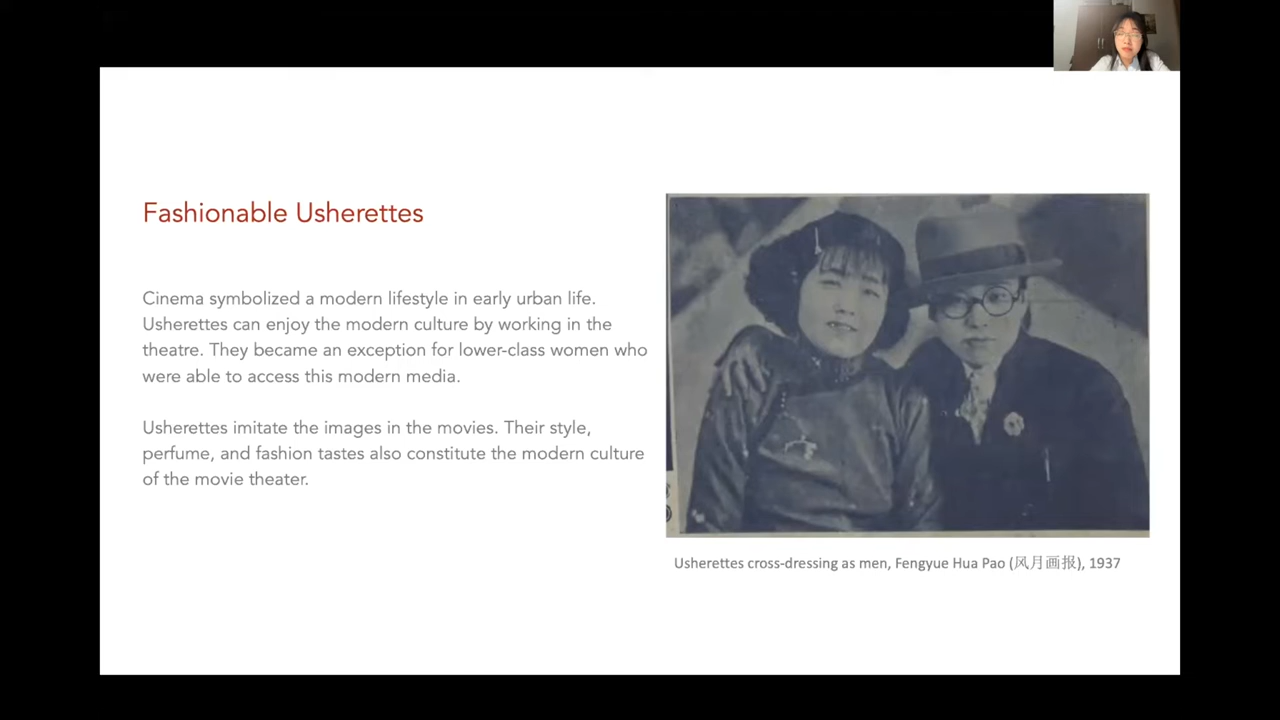 Fashionable Usherettes
Cinema symbolized a modern lifestyle in early urban life.
Usherettes can enjoy the modern culture by working in the
theatre. They became an exception for lower-class women who
were able to access this modern media.
Usherettes imitate the images in the movies. Their style,
perfume, and fashion tastes also constitute the modern culture
of the movie theater.
Usherettes cross-dressing as men, Fengyue Hua Pao (风月画报), 1937